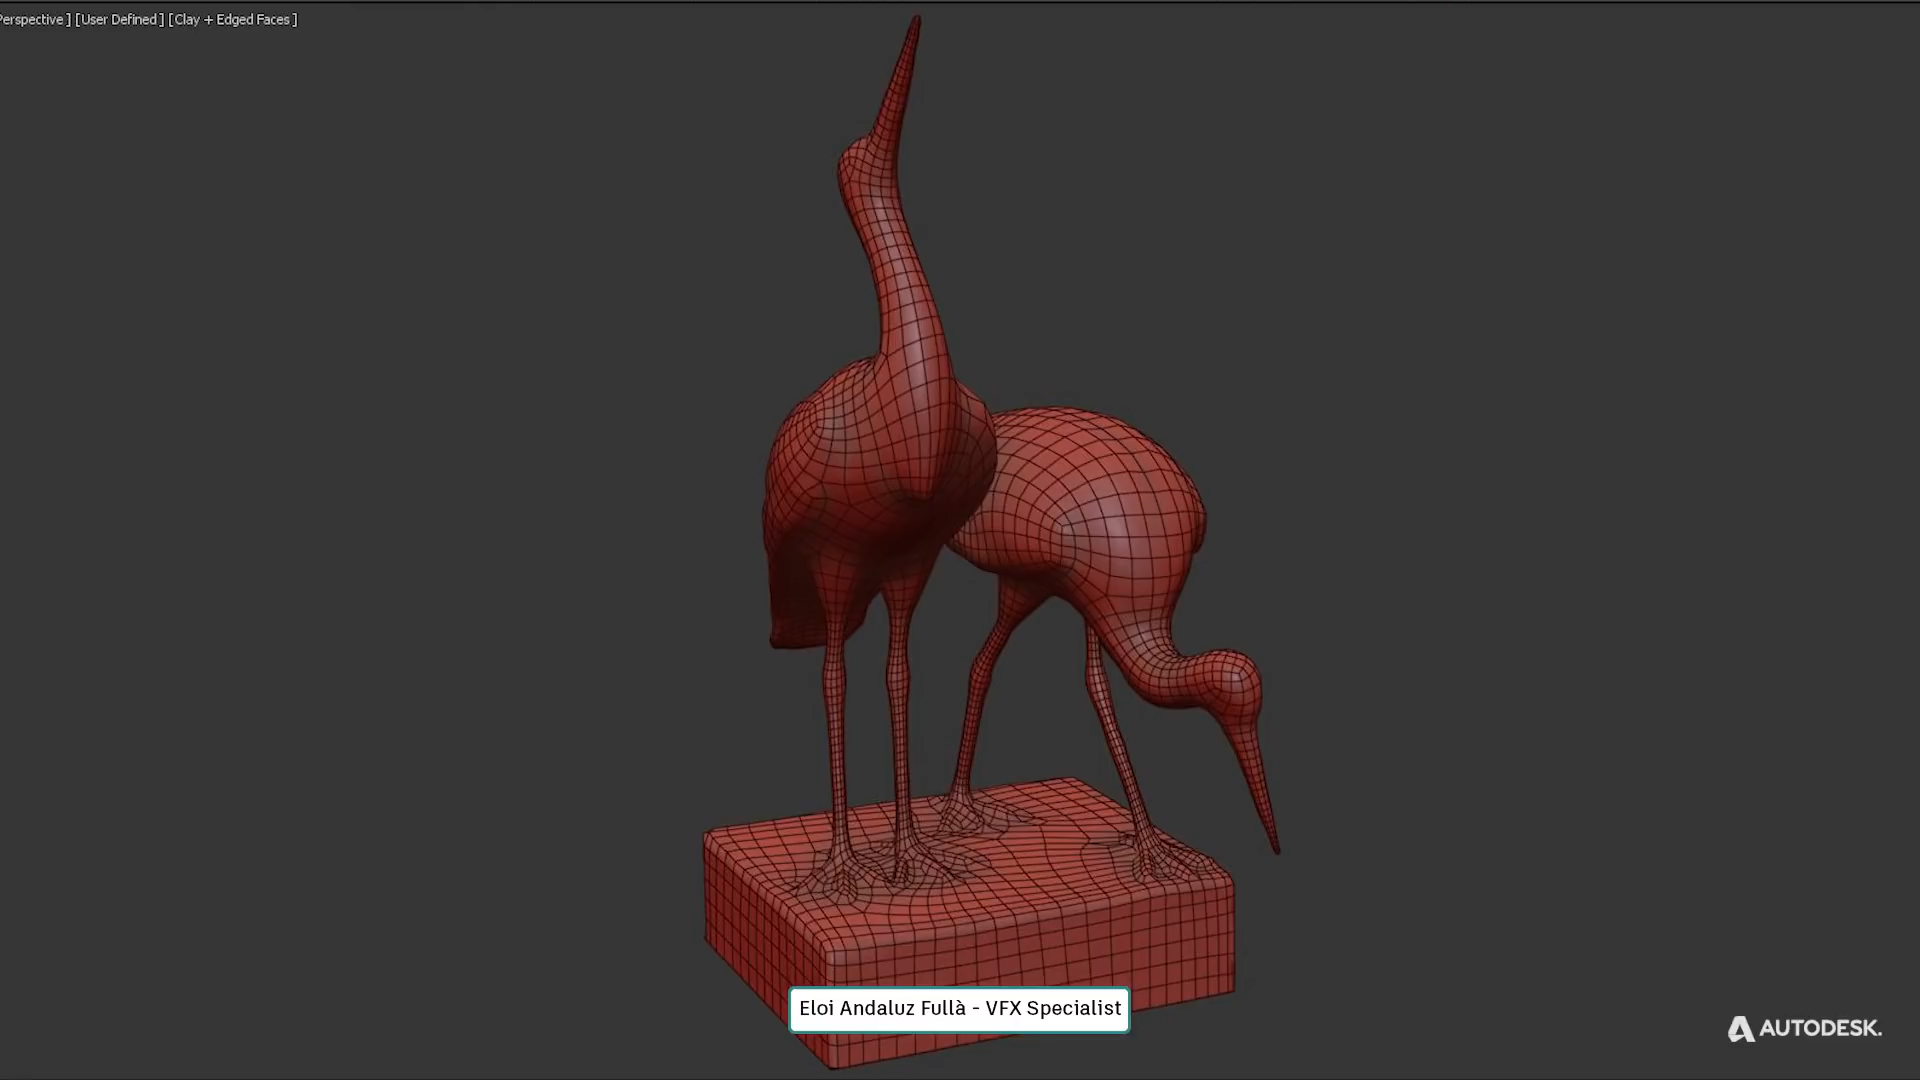 Perspective ] [User Defined ] [Clay + Edged Faces ]
Eloi Andaluz Fullà - VFX Specialist
AUTODESK.